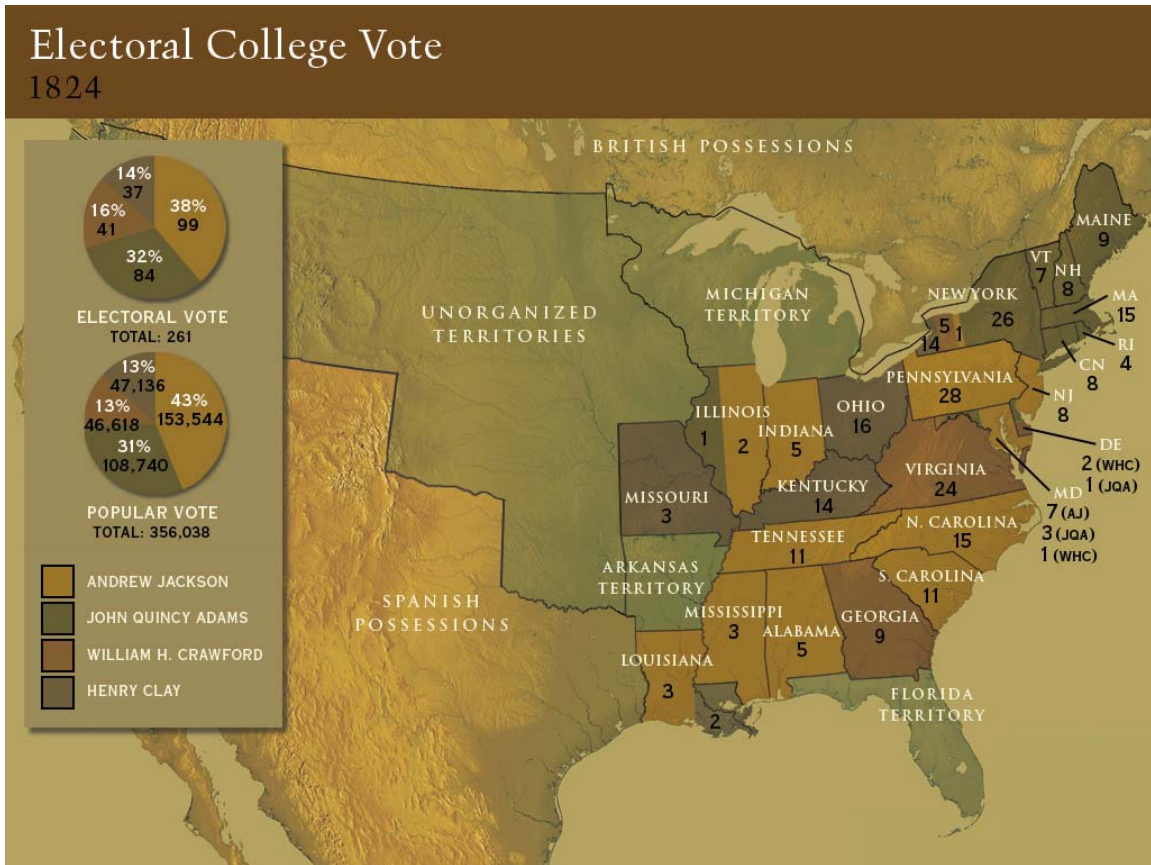 Electoral College Vote
1824
14%
37
38%
99
16%
41
32%
84
ELECTORAL VOTE
TOTAL: 261
13%
47,136
43%
153,544
13%
46,618
31%
108,740
POPULAR VOTE
TOTAL: 356,038
ANDREW JACKSON
JOHN QUINCY ADAMS
WILLIAM H. CRAWFORD
HENRY CLAY
BRITISH POSSESSIONS
UNORGANIZED
TERRITORIES
MICHIGAN
TERRITORY
SPANISH
POSSESSIONS
ARKANSAS
TERRITORY
FLORIDA
TERRITORY
MAINE
9
VT
7
NH
8
MA
15
RI
4
CN
8
NEW YORK
26
5
1
14
PENNSYLVANIA
28
NJ
8
DE
2 (WHC)
1 (JQA)
MD
7 (AJ)
3 (JQA)
1 (WHC)
OHIO
16
INDIANA
5
ILLINOIS
1
2
MISSOURI
3
KENTUCKY
14
VIRGINIA
24
N. CAROLINA
15
TENNESSEE
11
S. CAROLINA
11
GEORGIA
9
ALABAMA
5
MISSISSIPPI
3
LOUISIANA
3
2